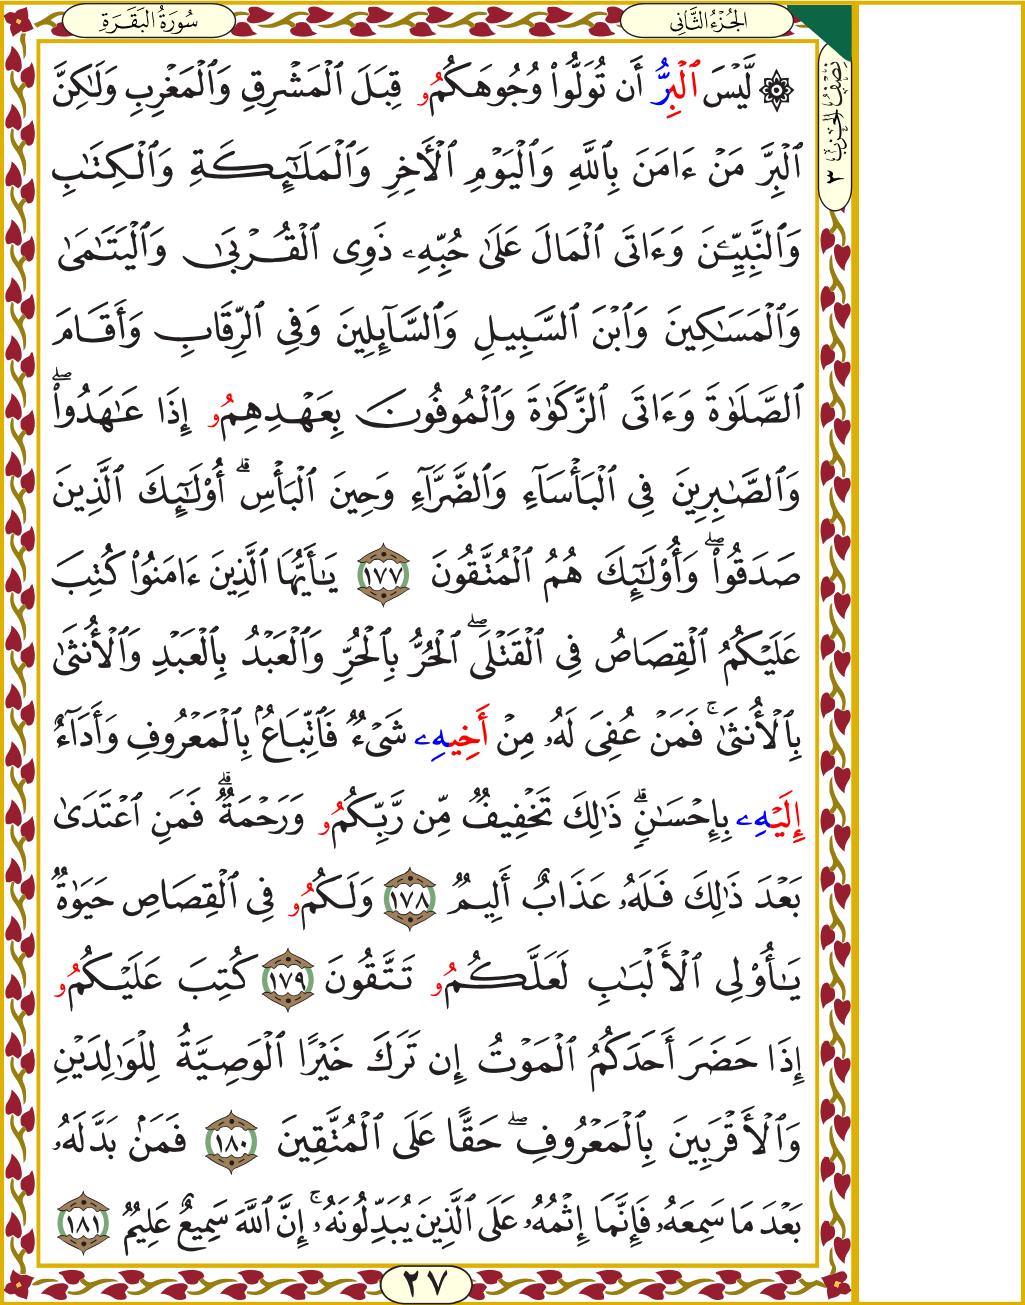 سُورَةُ البَقَرَةِ
الجُزْءُ الثَّانِي
نِصْفُ الحِزْبِ ٣
۞ لَّيْسَ ٱلْبِرُّ أَن تُوَلُّواْ وُجُوهَكُمُو قِبَلَ ٱلْمَشْرِقِ وَٱلْمَغْرِبِ وَلَٰكِنَّ
ٱلْبِرَّ مَنْ ءَامَنَ بِٱللَّهِ وَٱلْيَوْمِ ٱلْأٓخِرِ وَٱلْمَلَٰٓئِكَةِ وَٱلْكِتَٰبِ
وَٱلنَّبِيِّـۧنَ وَءَاتَى ٱلْمَالَ عَلَىٰ حُبِّهِۦ ذَوِى ٱلْقُرْبَىٰ وَٱلْيَتَٰمَىٰ
وَٱلْمَسَٰكِينَ وَٱبْنَ ٱلسَّبِيلِ وَٱلسَّآئِلِينَ وَفِى ٱلرِّقَابِ وَأَقَامَ
ٱلصَّلَوٰةَ وَءَاتَى ٱلزَّكَوٰةَ وَٱلْمُوفُونَ بِعَهْدِهِمُو إِذَا عَٰهَدُواْۖ
وَٱلصَّٰبِرِينَ فِى ٱلْبَأْسَآءِ وَٱلضَّرَّآءِ وَحِينَ ٱلْبَأْسِۗ أُوْلَٰٓئِكَ ٱلَّذِينَ
صَدَقُواْۖ وَأُوْلَٰٓئِكَ هُمُ ٱلْمُتَّقُونَ ١٧٧ يَٰأَيُّهَا ٱلَّذِينَ ءَامَنُواْ كُتِبَ
عَلَيْكُمُ ٱلْقِصَاصُ فِى ٱلْقَتْلَىۖ ٱلْحُرُّ بِٱلْحُرِّ وَٱلْعَبْدُ بِٱلْعَبْدِ وَٱلْأُنثَىٰ
بِٱلْأُنثَىٰۚ فَمَنْ عُفِىَ لَهُۥ مِنْ أَخِيهِۦ شَىْءٌ فَٱتِّبَاعُۢ بِٱلْمَعْرُوفِ وَأَدَآءٌ
إِلَيْهِۦ بِإِحْسَٰنٍۗ ذَٰلِكَ تَخْفِيفٌ مِّن رَّبِّكُمُو وَرَحْمَةٌۗ فَمَنِ ٱعْتَدَىٰ
بَعْدَ ذَٰلِكَ فَلَهُۥ عَذَابٌ أَلِيمٌ ١٧٨ وَلَكُمُو فِى ٱلْقِصَاصِ حَيَوٰةٌ
يَٰأُوْلِى ٱلْأَلْبَٰبِ لَعَلَّكُمُو تَتَّقُونَ ١٧٩ كُتِبَ عَلَيْكُمُو
إِذَا حَضَرَ أَحَدَكُمُ ٱلْمَوْتُ إِن تَرَكَ خَيْرًا ٱلْوَصِيَّةُ لِلْوَٰلِدَيْنِ
وَٱلْأَقْرَبِينَ بِٱلْمَعْرُوفِۖ حَقًّا عَلَى ٱلْمُتَّقِينَ ١٨٠ فَمَنۢ بَدَّلَهُۥ
بَعْدَ مَا سَمِعَهُۥ فَإِنَّمَا إِثْمُهُۥ عَلَى ٱلَّذِينَ يُبَدِّلُونَهُۥۚ إِنَّ ٱللَّهَ سَمِيعٌ عَلِيمٌ ١٨١
٢٧